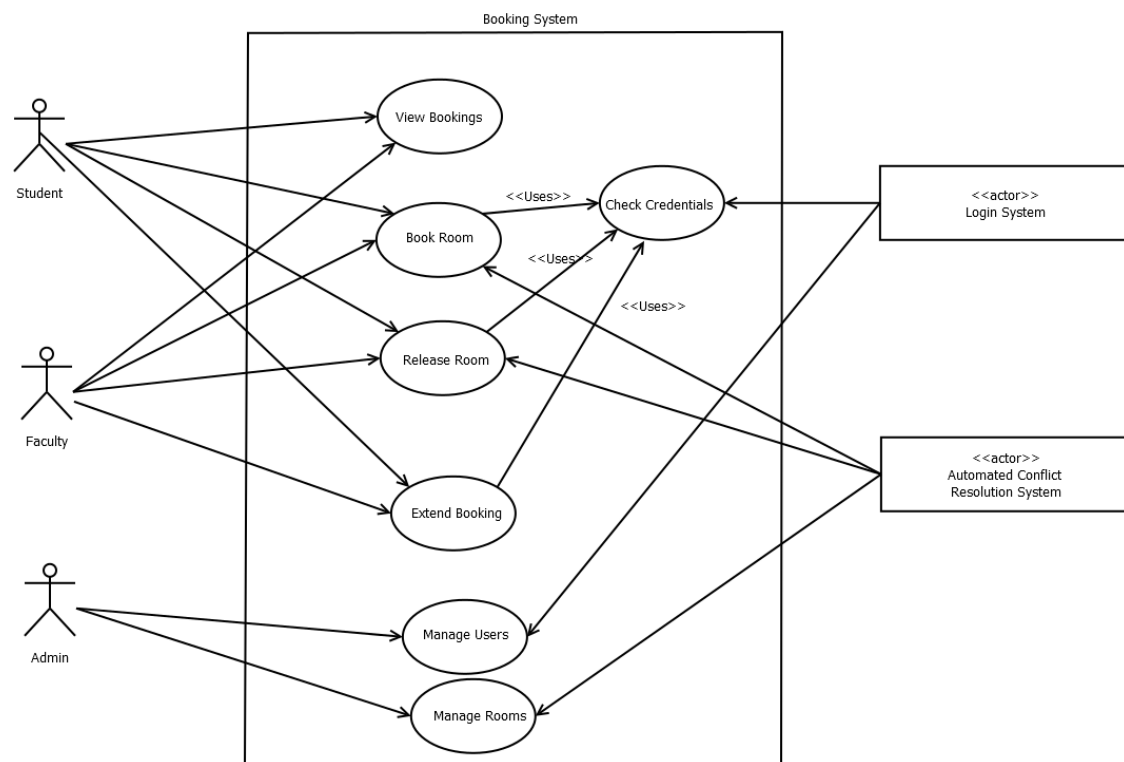 Booking System
View Bookings
Student
<<Uses>>
Check Credentials
<<actor>>
Login System
Book Room
<<Uses>>
<<Uses>>
Release Room
Faculty
<<actor>>
Automated Conflict
Resolution System
Extend Booking
Manage Users
Admin
Manage Rooms